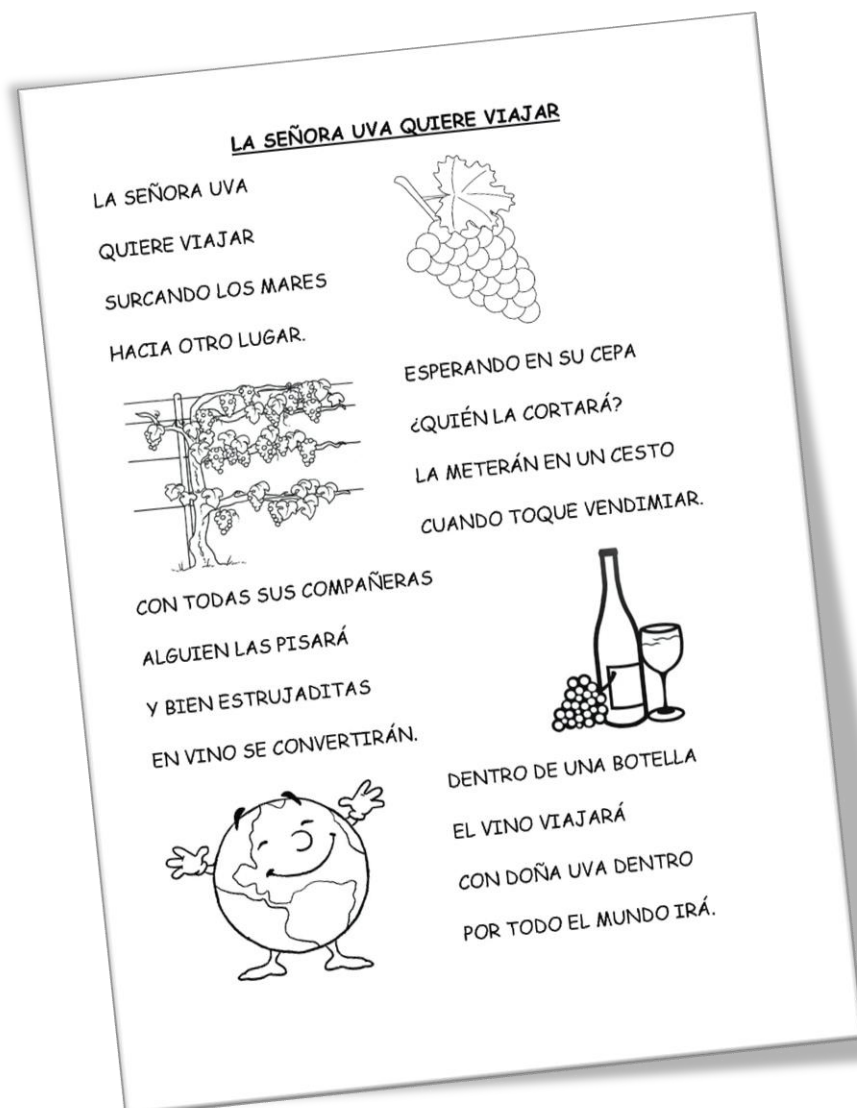 LA SEÑORA UVA QUIERE VIAJAR
LA SEÑORA UVA
QUIERE VIAJAR
SURCANDO LOS MARES
HACIA OTRO LUGAR.
ESPERANDO EN SU CEPA
¿QUIÉN LA CORTARÁ?
LA METERÁN EN UN CESTO
CUANDO TOQUE VENDIMIAR.
CON TODAS SUS COMPAÑERAS
ALGUIEN LAS PISARÁ
Y BIEN ESTRUJADITAS
EN VINO SE CONVERTIRÁN.
DENTRO DE UNA BOTELLA
EL VINO VIAJARÁ
CON DOÑA UVA DENTRO
POR TODO EL MUNDO IRÁ.